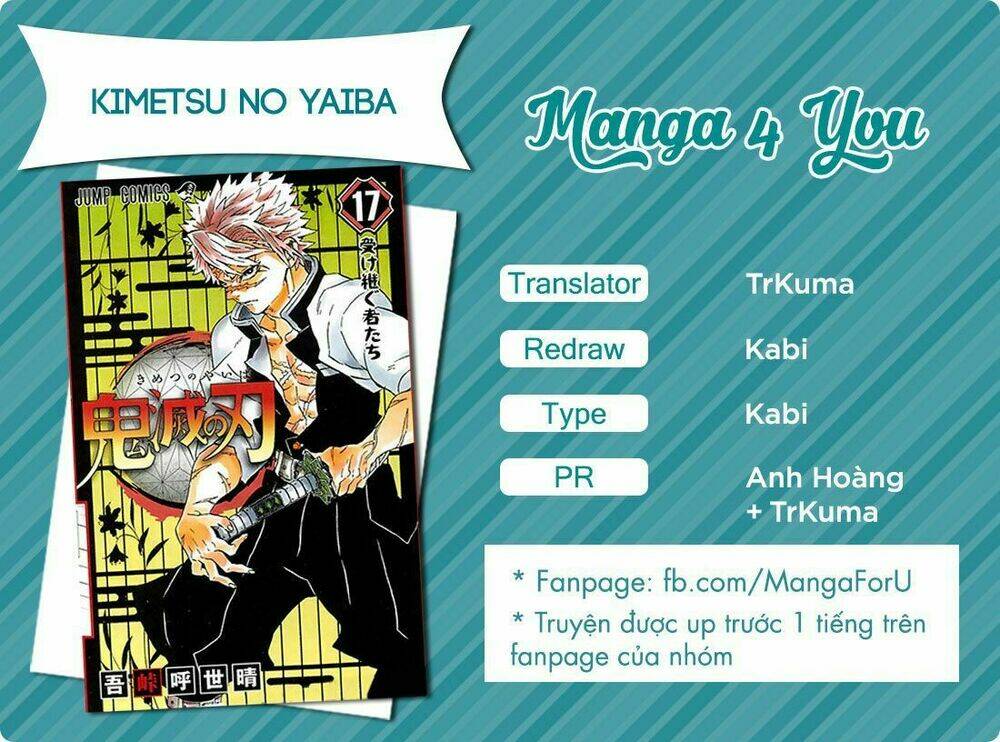 KIMETSU NO YAIBA
Manga 4 You
JUMP COMICS
17
受け継ぐ者たち
きめつのやいば
鬼滅の刃
吾峠呼世晴
Translator TrKuma
Redraw Kabi
Type Kabi
PR Anh Hoàng
+ TrKuma
* Fanpage: fb.com/MangaForU
* Truyện được up trước 1 tiếng trên
fanpage của nhóm